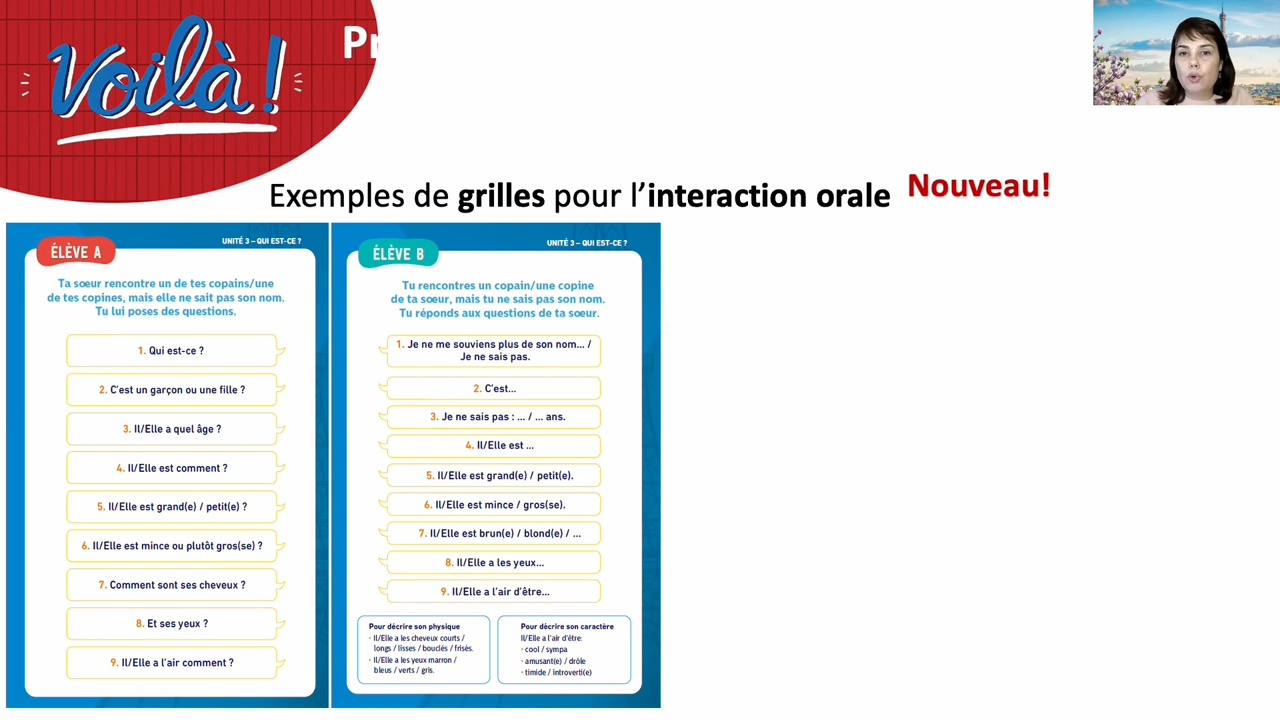 Voilà!
Pr
Exemples de grilles pour l'interaction orale
Nouveau!
UNITÉ 3 – QUI EST-CE ?
ÉLÈVE A
Ta sœur rencontre un de tes copains/une
de tes copines, mais elle ne sait pas son nom.
Tu lui poses des questions.
1. Qui est-ce ?
2. C'est un garçon ou une fille ?
3. Il/Elle a quel âge ?
4. Il/Elle est comment ?
5. Il/Elle est grand(e) / petit(e) ?
6. Il/Elle est mince ou plutôt gros(se) ?
7. Comment sont ses cheveux ?
8. Et ses yeux ?
9. Il/Elle a l'air comment ?
UNITÉ 3 – QUI EST-CE ?
ÉLÈVE B
Tu rencontres un copain/une copine
de ta sœur, mais tu ne sais pas son nom.
Tu réponds aux questions de ta sœur.
1. Je ne me souviens plus de son nom... /
Je ne sais pas.
2. C'est...
3. Je ne sais pas : ... / ... ans.
4. Il/Elle est ...
5. Il/Elle est grand(e) / petit(e).
6. Il/Elle est mince / gros(se).
7. Il/Elle est brun(e) / blond(e) / ...
8. Il/Elle a les yeux...
9. Il/Elle a l'air d'être...
Pour décrire son physique
• Il/Elle a les cheveux courts /
longs / lisses / bouclés / frisés.
• Il/Elle a les yeux marron /
bleus / verts / gris.
Pour décrire son caractère
Il/Elle a l'air d'être:
• cool / sympa
• amusant(e) / drôle
• timide / introverti(e)